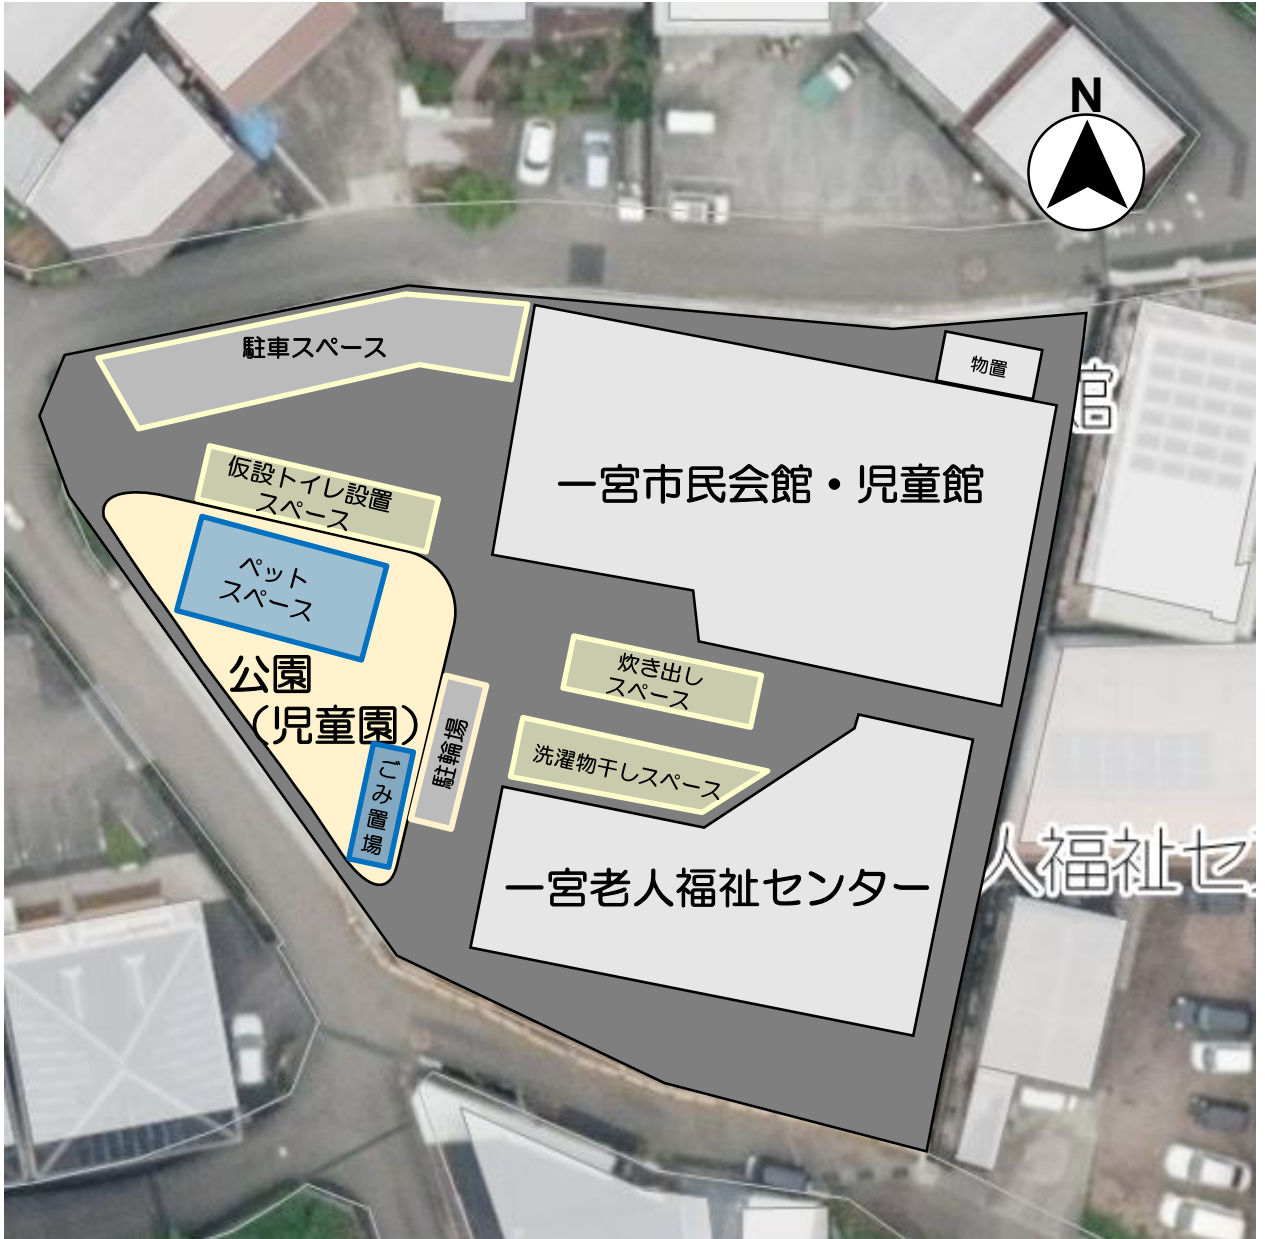 N
駐車スペース
物置
館
一宮市民会館・児童館
仮設トイレ設置
スペース
ペット
スペース
炊き出し
スペース
公園
（児童園）
駐輪場
洗濯物干しスペース
ごみ置場
一宮老人福祉センター
人福祉セ